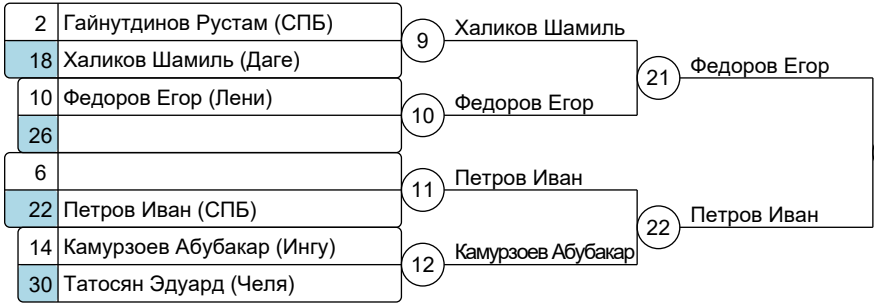 2 Гайнутдинов Рустам (СПБ)
18 Халиков Шамиль (Даге)
9 Халиков Шамиль
10 Федоров Егор (Лени)
26
10 Федоров Егор
21 Федоров Егор
6
22 Петров Иван (СПБ)
11 Петров Иван
14 Камурзоев Абубакар (Ингу)
30 Татосян Эдуард (Челя)
12 Камурзоев Абубакар
22 Петров Иван